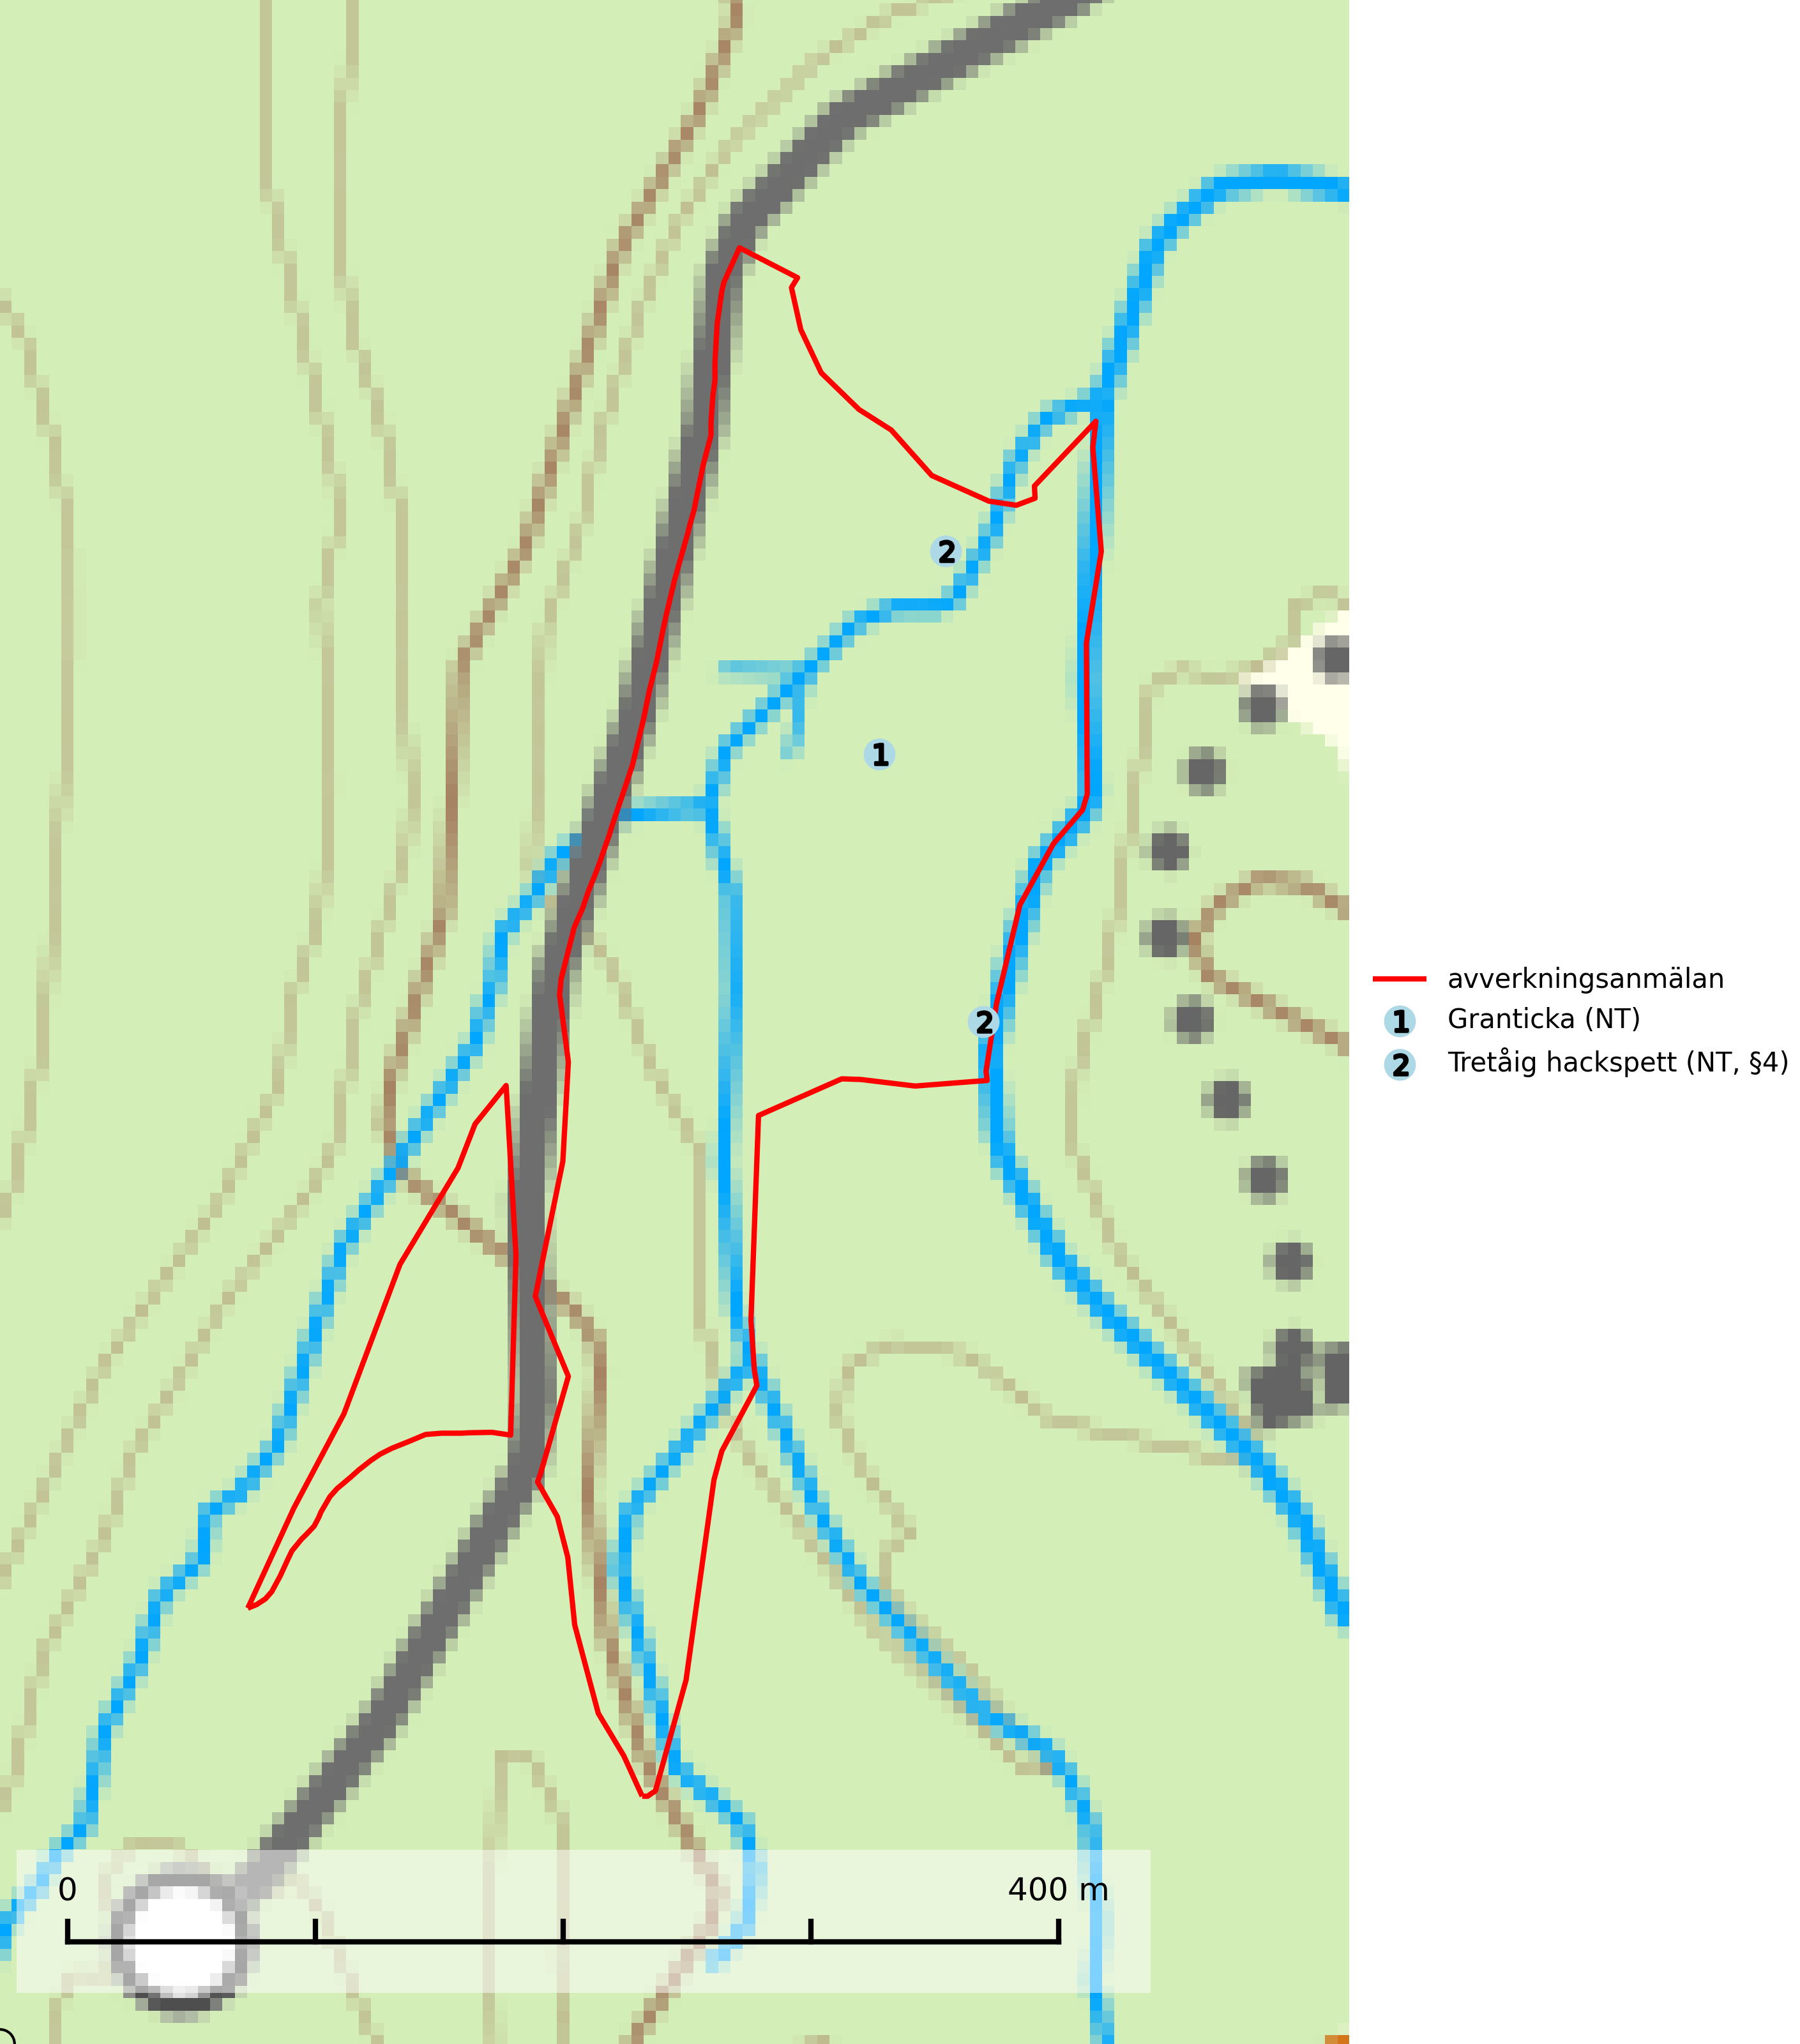 2
1
avverkningsanmälan
2
1 Granticka (NT)
2 Tretåig hackspett (NT, §4)
0 400 m